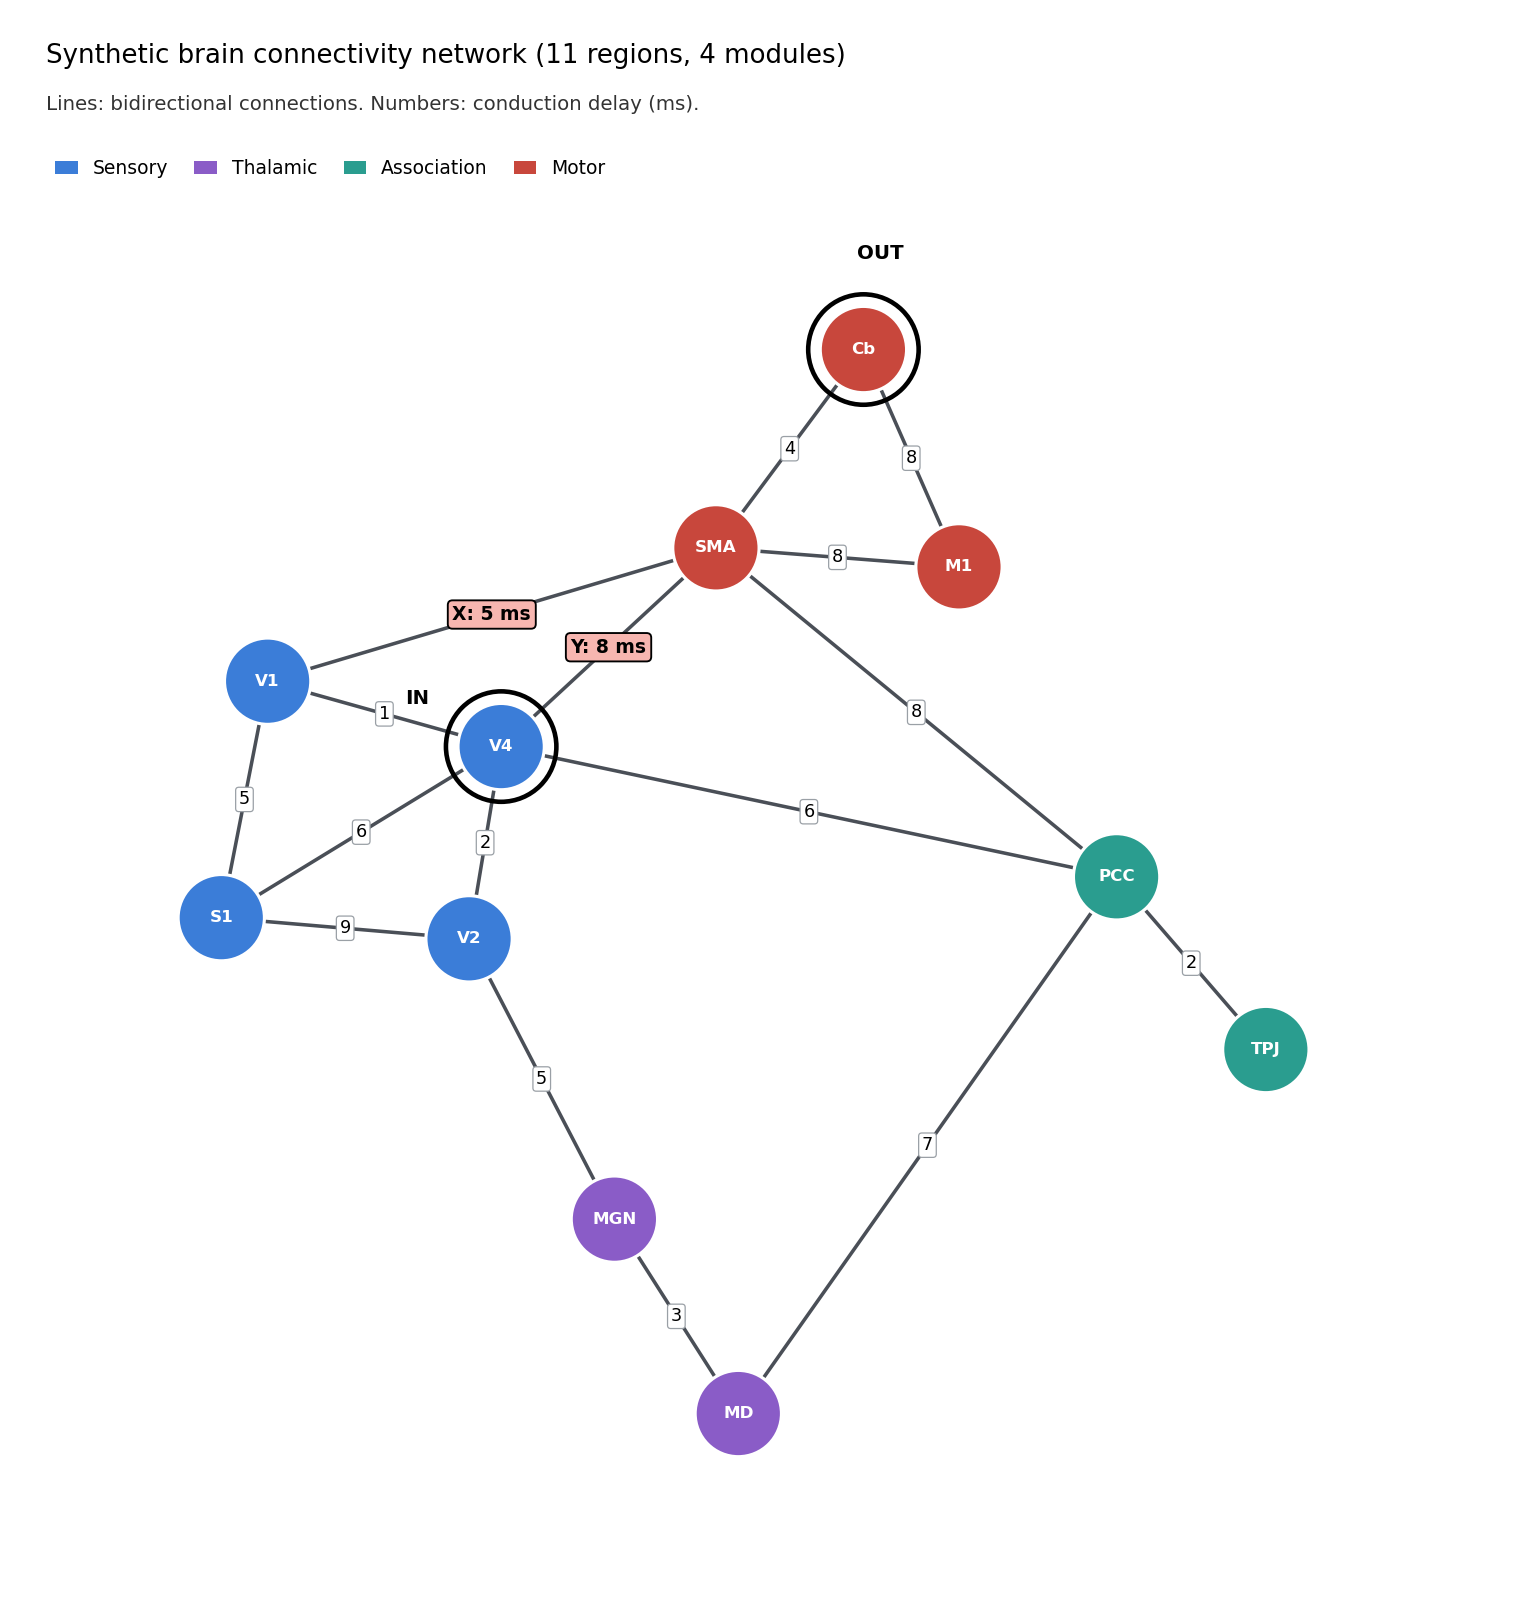 Synthetic brain connectivity network (11 regions, 4 modules)
Lines: bidirectional connections. Numbers: conduction delay (ms).
Sensory Thalamic Association Motor
OUT
Cb
4
8
SMA
8
M1
X: 5 ms
Y: 8 ms
V1
IN
1
8
V4
5
6
6
2
PCC
S1
9
V2
2
TPJ
5
7
MGN
3
MD